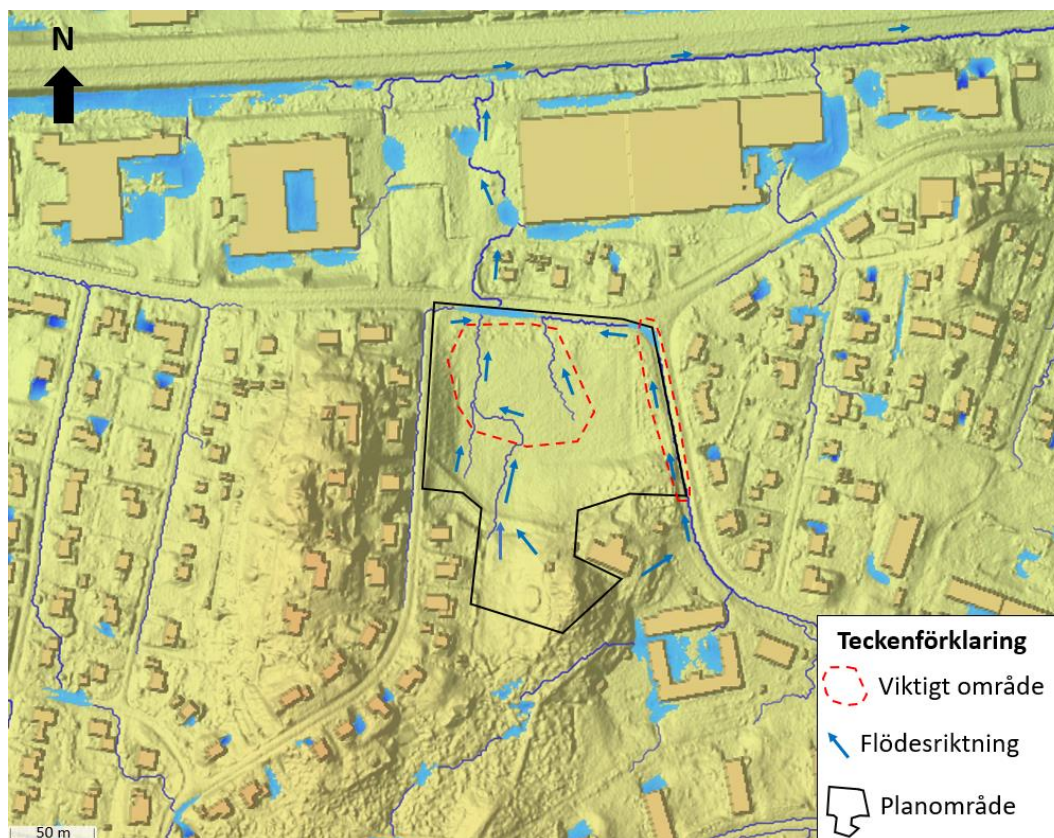 N
Teckenförklaring
Viktigt område
Flödesriktning
Planområde
50 m